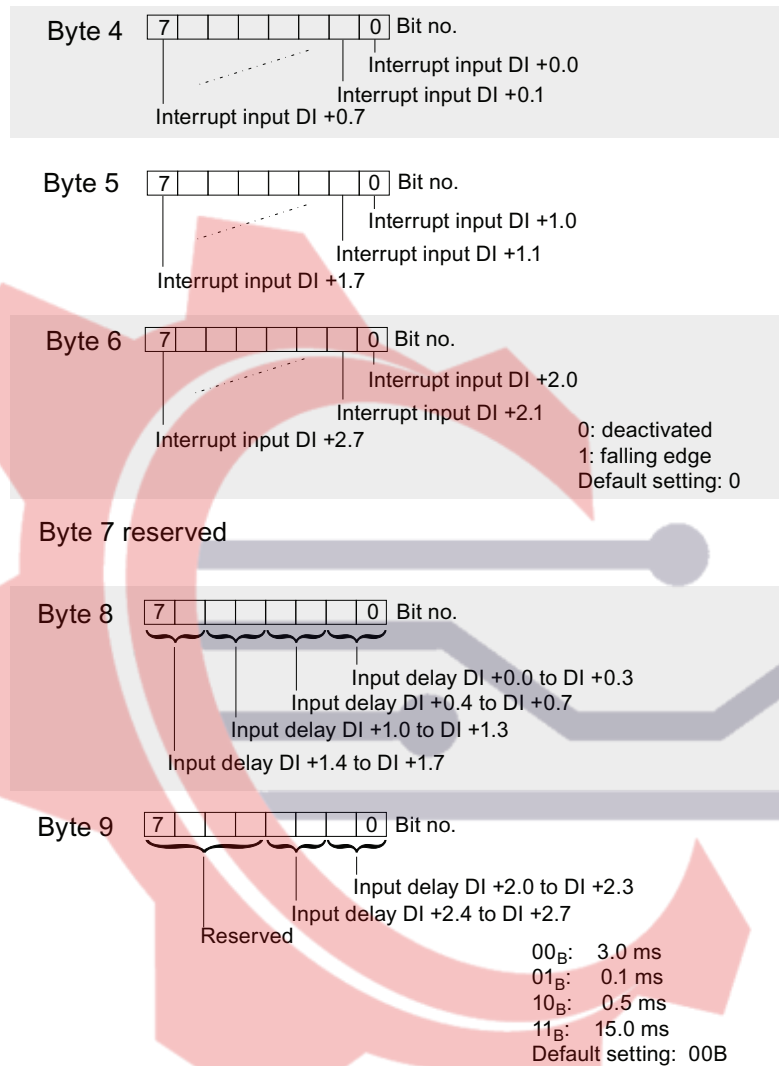 Byte 4 7 0 Bit no.
Interrupt input DI +0.0
Interrupt input DI +0.1
Interrupt input DI +0.7
Byte 5 7 0 Bit no.
Interrupt input DI +1.0
Interrupt input DI +1.1
Interrupt input DI +1.7
Byte 6 7 0 Bit no.
Interrupt input DI +2.0
Interrupt input DI +2.1
Interrupt input DI +2.7
0: deactivated
1: falling edge
Default setting: 0
Byte 7 reserved
Byte 8 7 0 Bit no.
Input delay DI +0.0 to DI +0.3
Input delay DI +0.4 to DI +0.7
Input delay DI +1.0 to DI +1.3
Input delay DI +1.4 to DI +1.7
Byte 9 7 0 Bit no.
Input delay DI +2.0 to DI +2.3
Input delay DI +2.4 to DI +2.7
Reserved
00B: 3.0 ms
01B: 0.1 ms
10B: 0.5 ms
11B: 15.0 ms
Default setting: 00B